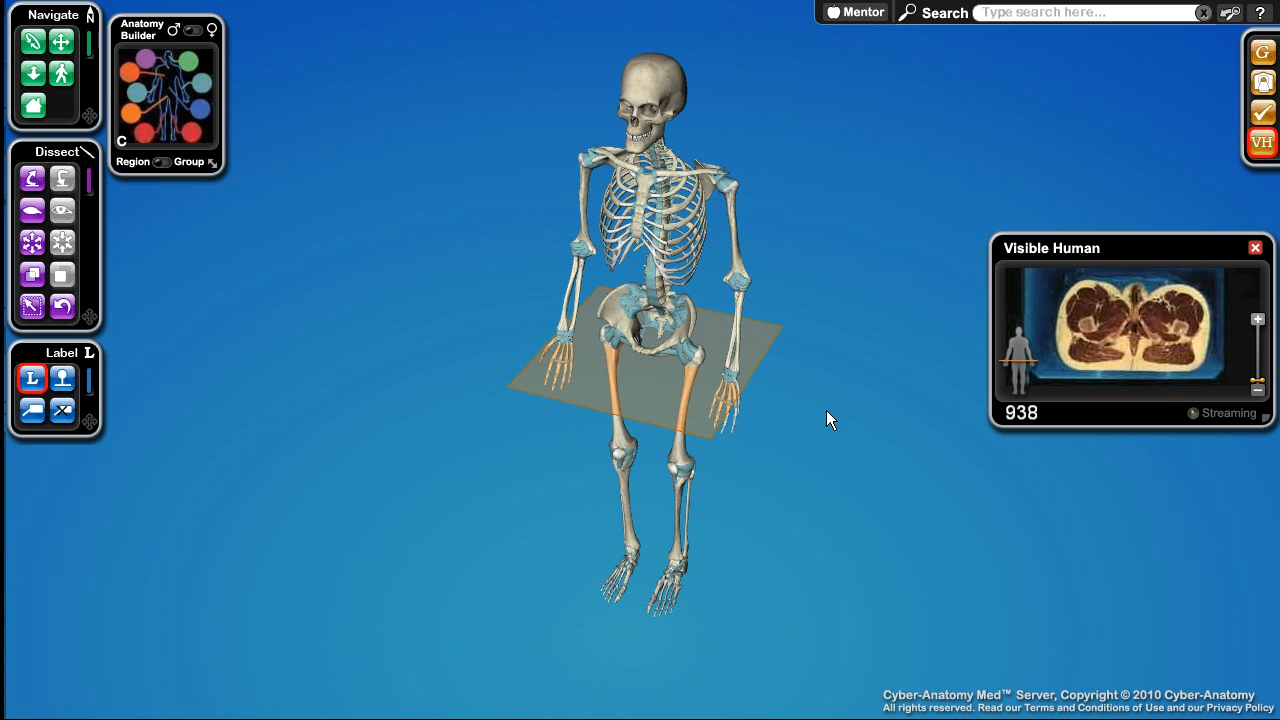 Navigate
Anatomy
Builder
C
Region Group
Dissect
Label L
L
Mentor
Search Type search here...
X
?
G
VH
Visible Human
938
Streaming
Cyber-Anatomy Med™ Server, Copyright © 2010 Cyber-Anatomy
All rights reserved. Read our Terms and Conditions of Use and our Privacy Policy